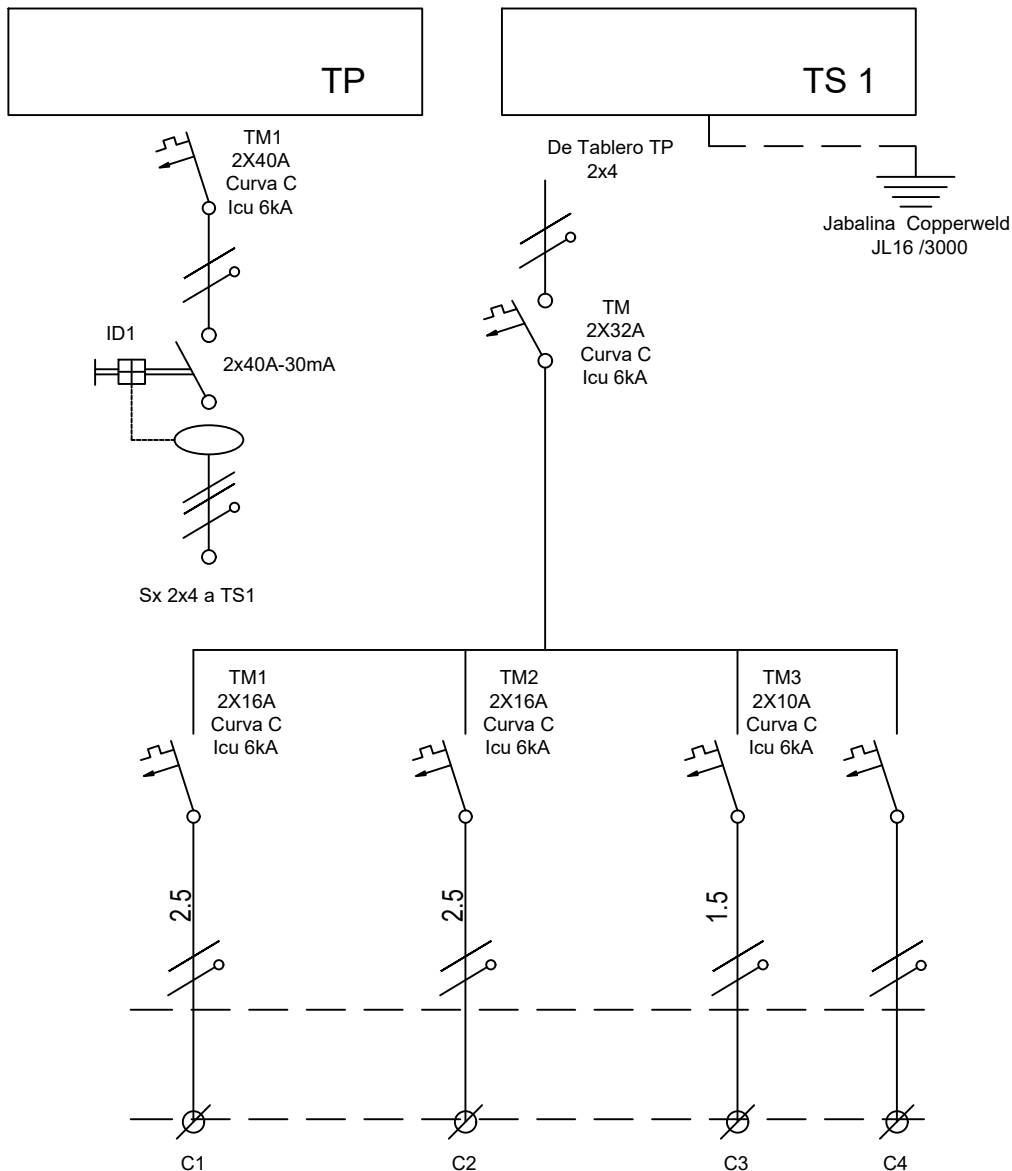 TP
TM1
2X40A
Curva C
Icu 6kA
ID1
2x40A-30mA
Sx 2x4 a TS1
TS 1
De Tablero TP
2x4
Jabalina Copperweld
JL16 /3000
TM
2X32A
Curva C
Icu 6kA
TM1
2X16A
Curva C
Icu 6kA
TM2
2X16A
Curva C
Icu 6kA
TM3
2X10A
Curva C
Icu 6kA
2.5
2.5
1.5
C1
C2
C3
C4